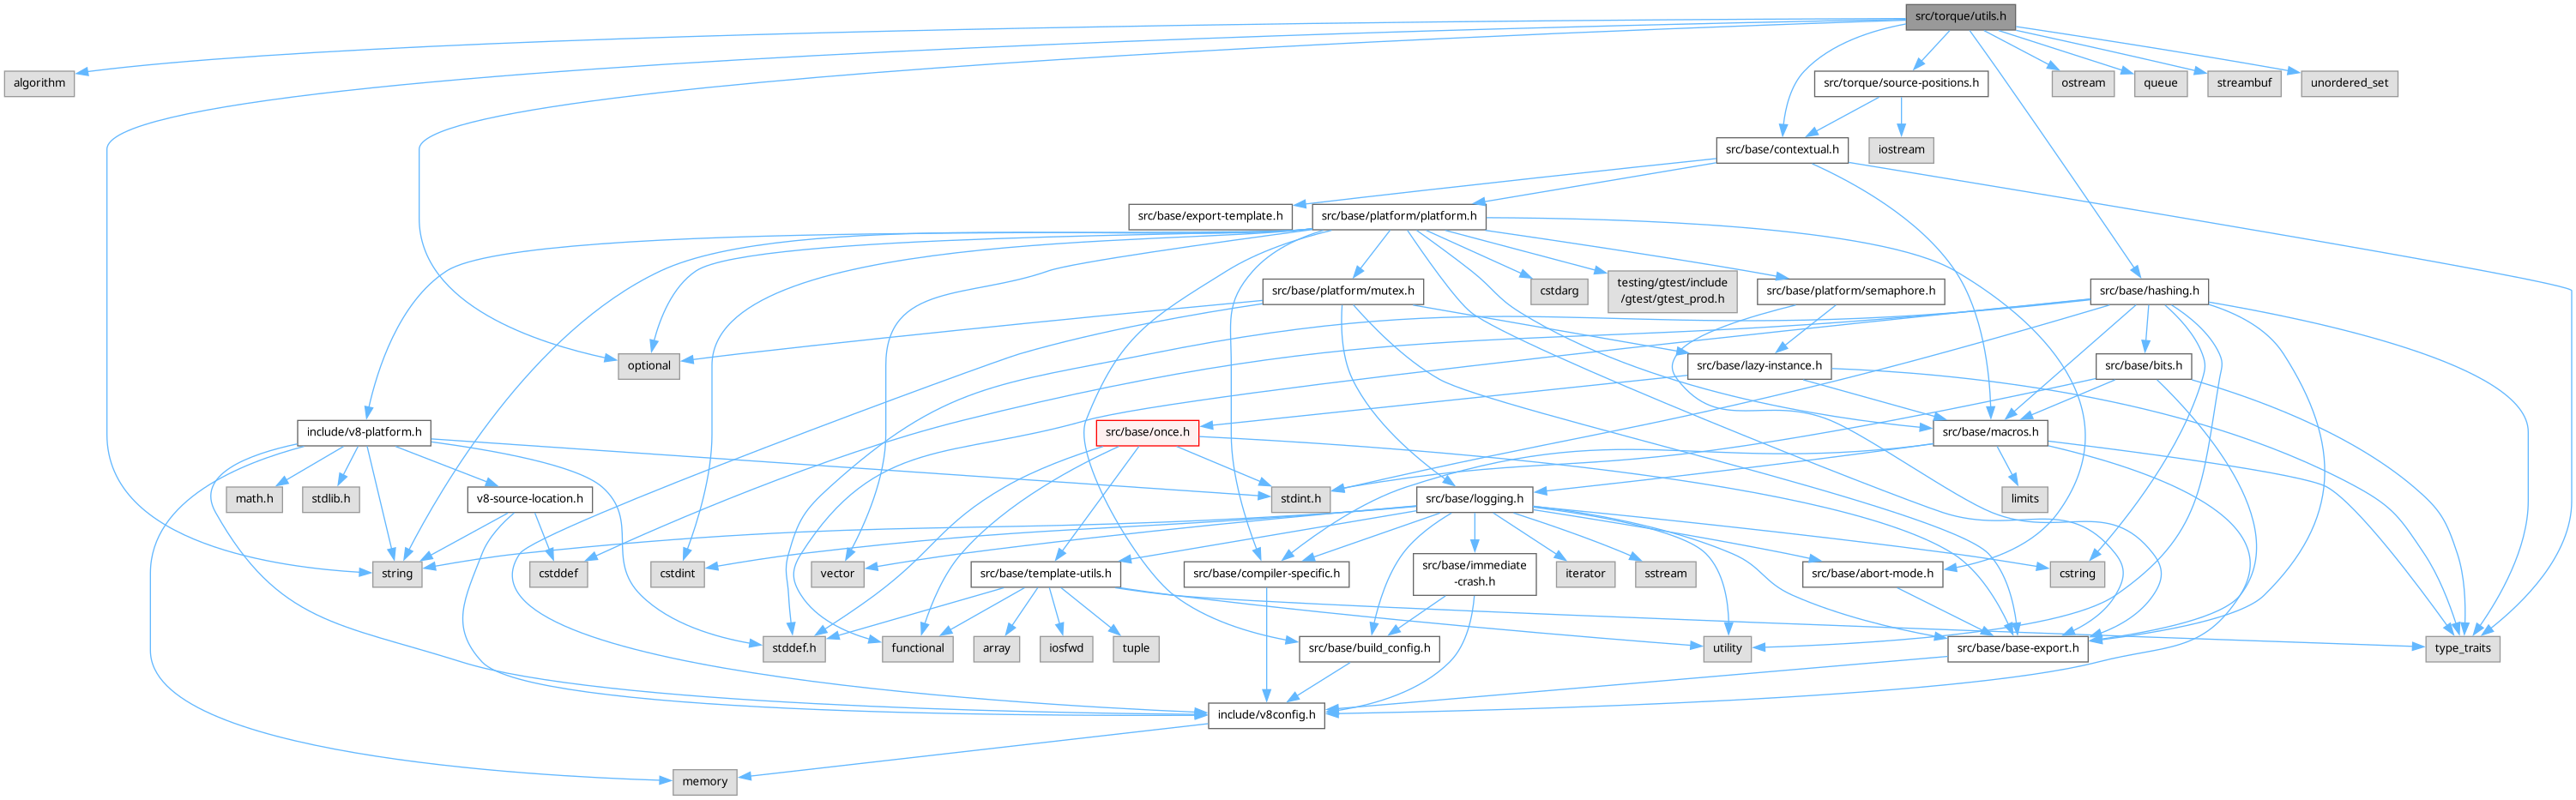 src/torque/utils.h
algorithm
src/torque/source-positions.h
ostream
queue
streambuf
unordered_set
src/base/contextual.h
iostream
src/base/export-template.h
src/base/platform/platform.h
src/base/platform/mutex.h
cstdarg
testing/gtest/include
/gtest/gtest_prod.h
src/base/platform/semaphore.h
src/base/hashing.h
optional
src/base/lazy-instance.h
src/base/bits.h
include/v8-platform.h
src/base/once.h
src/base/macros.h
math.h
stdlib.h
v8-source-location.h
stdint.h
src/base/logging.h
limits
string
cstddef
cstdint
vector
src/base/template-utils.h
src/base/compiler-specific.h
src/base/immediate
-crash.h
iterator
sstream
src/base/abort-mode.h
cstring
stddef.h
functional
array
iosfwd
tuple
src/base/build_config.h
utility
src/base/base-export.h
type_traits
include/v8config.h
memory